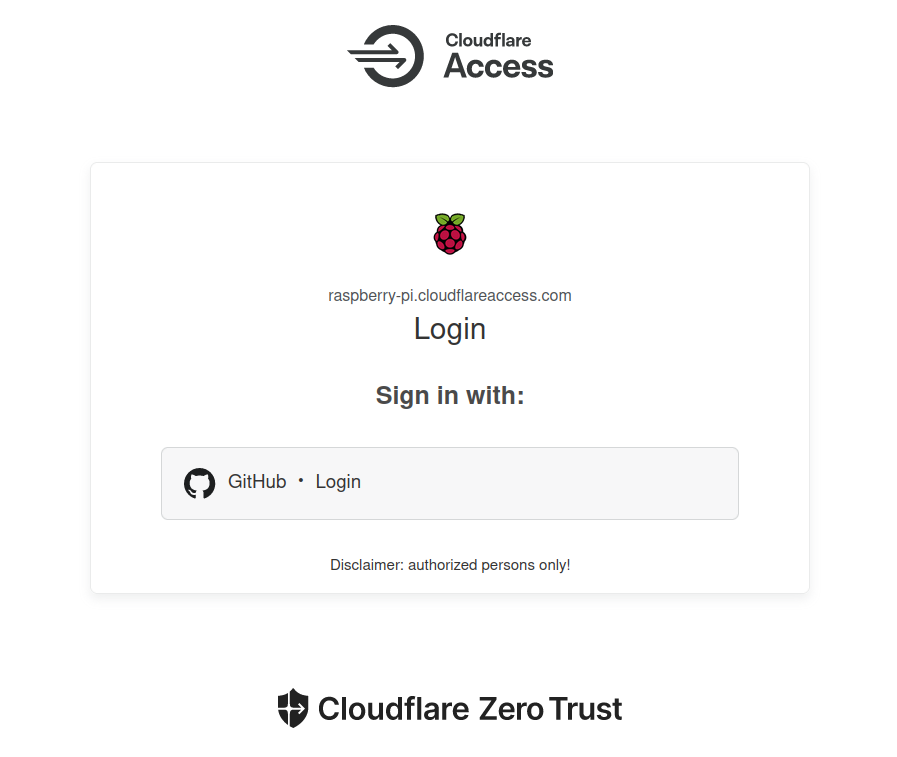 Cloudflare
Access
raspberry-pi.cloudflareaccess.com
Login
Sign in with:
GitHub • Login
Disclaimer: authorized persons only!
Cloudflare Zero Trust